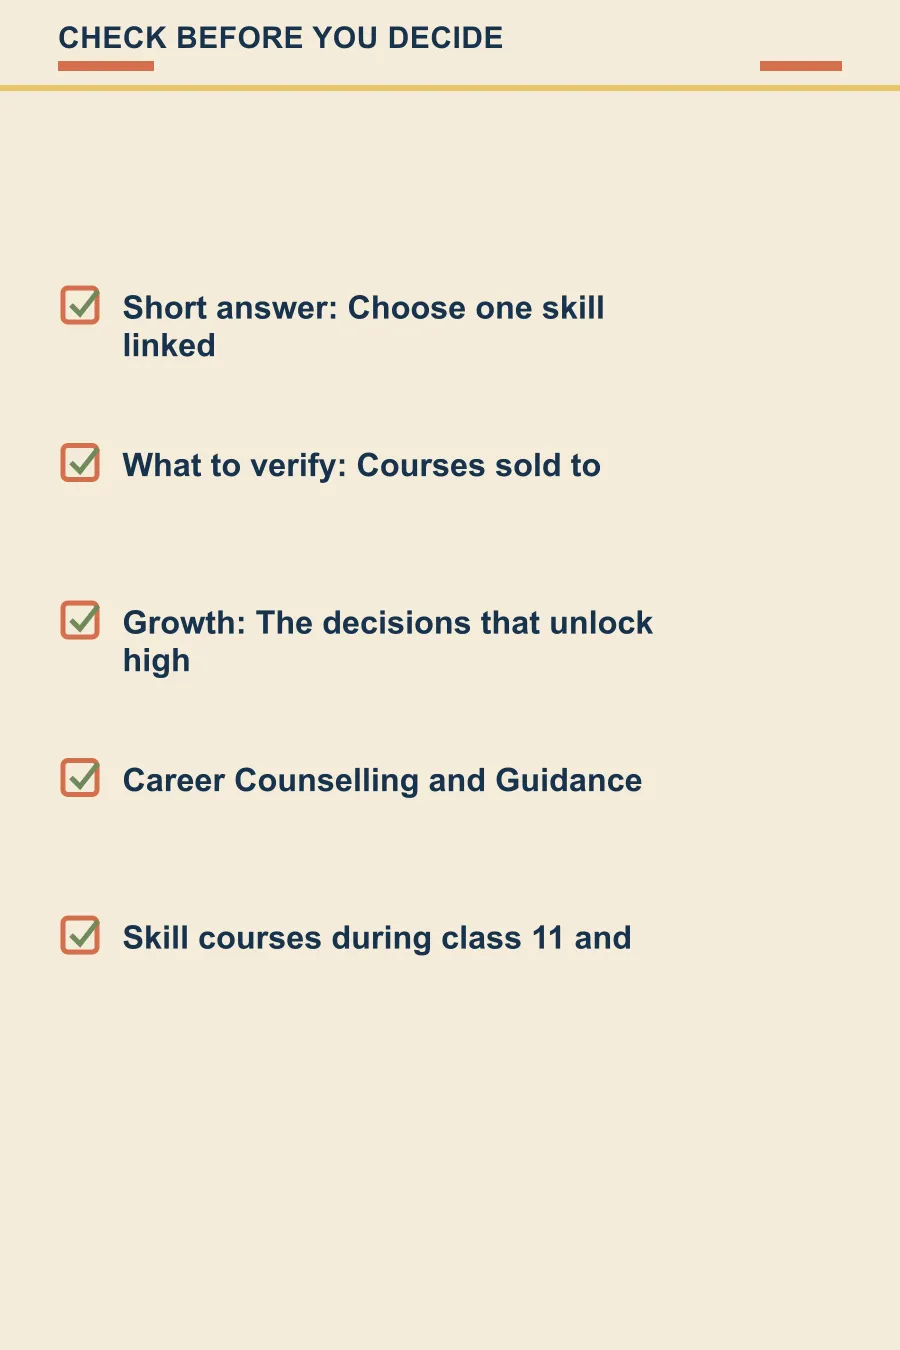 CHECK BEFORE YOU DECIDE
Short answer: Choose one skill
linked
What to verify: Courses sold to
Growth: The decisions that unlock
high
Career Counselling and Guidance
Skill courses during class 11 and